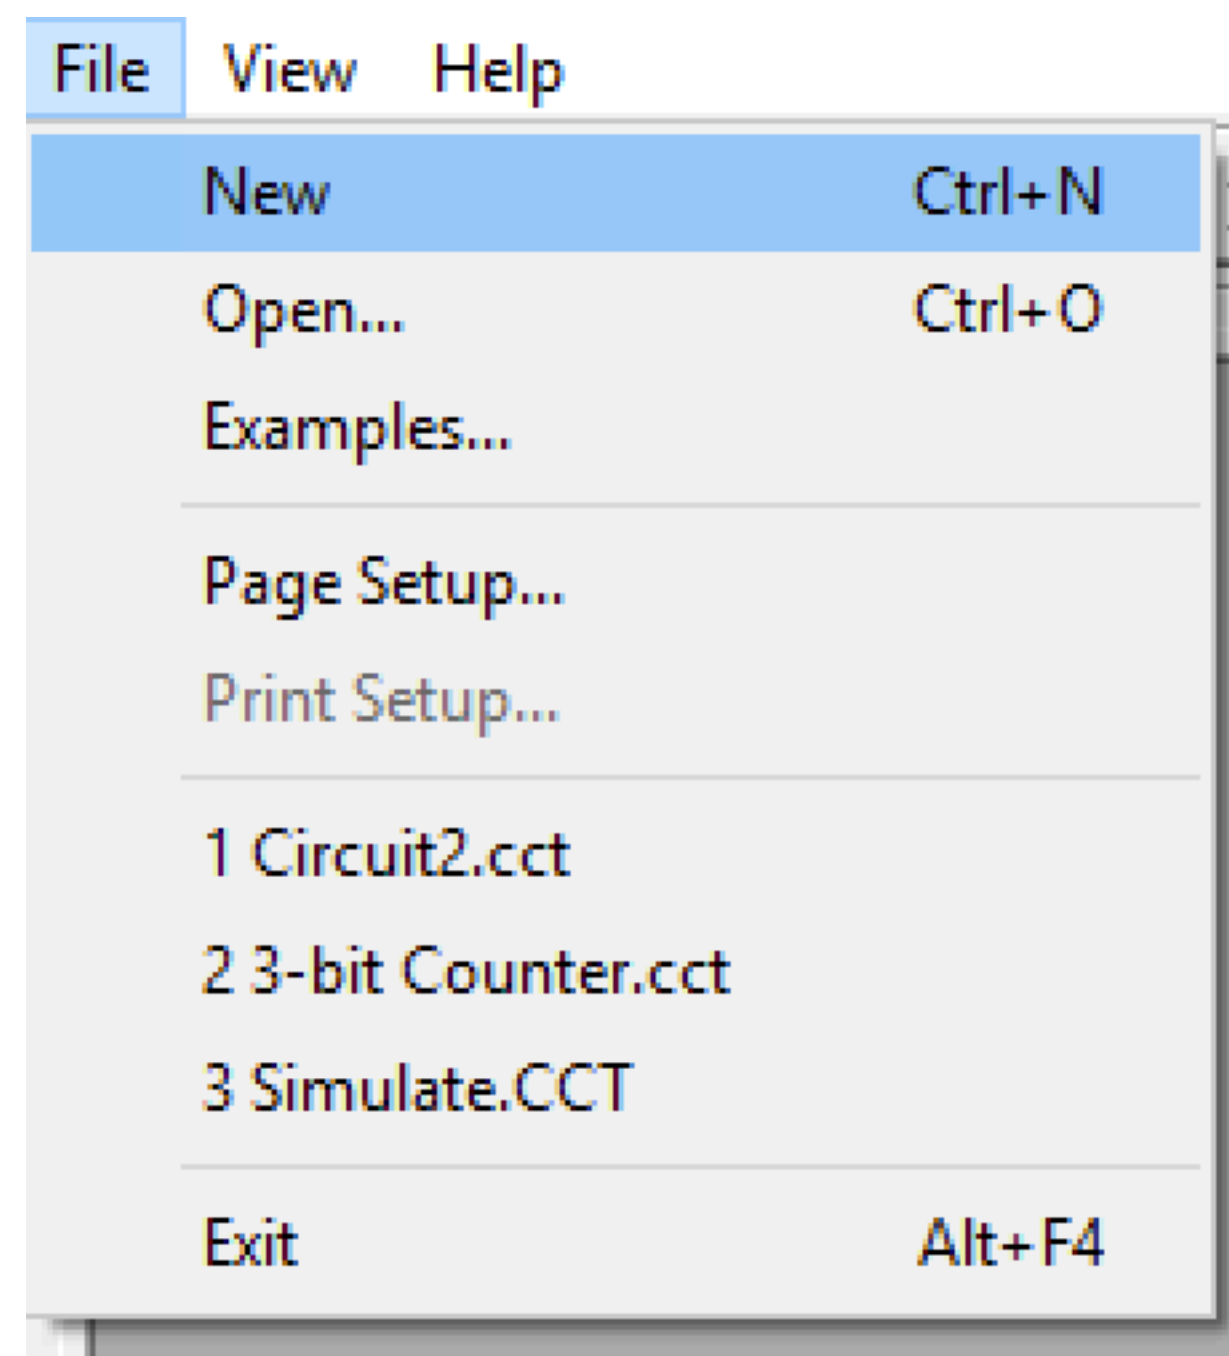 File View Help
New Ctrl+N
Open... Ctrl+O
Examples...
Page Setup...
Print Setup...
1 Circuit2.cct
2 3-bit Counter.cct
3 Simulate.CCT
Exit Alt+F4